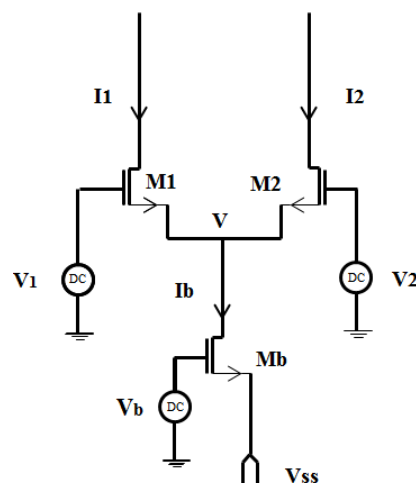 I1 I2
M1 M2
V
V1 DC DC V2
Ib
Mb
Vb DC
Vss